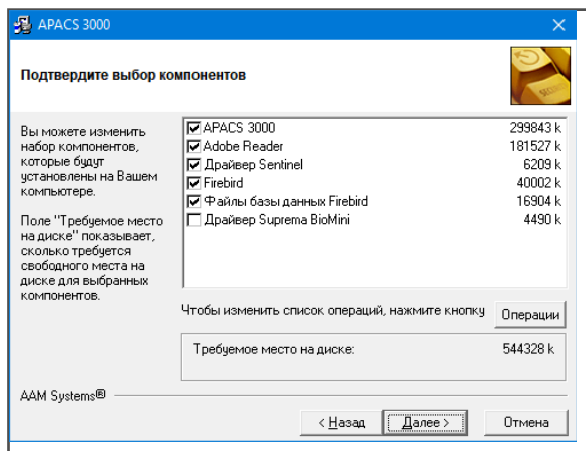 APACS 3000
Подтвердите выбор компонентов
Вы можете изменить
набор компонентов,
которые будут
установлены на Вашем
компьютере.
Поле "Требуемое место
на диске" показывает,
сколько требуется
свободного места на
диске для выбранных
компонентов.
APACS 3000 299843 k
Adobe Reader 181527 k
Драйвер Sentinel 6209 k
Firebird 40002 k
Файлы базы данных Firebird 16904 k
Драйвер Suprema BioMini 4490 k
Чтобы изменить список операций, нажмите кнопку Операции
Требуемое место на диске: 544328 k
AAM Systems®
< Назад Далее > Отмена